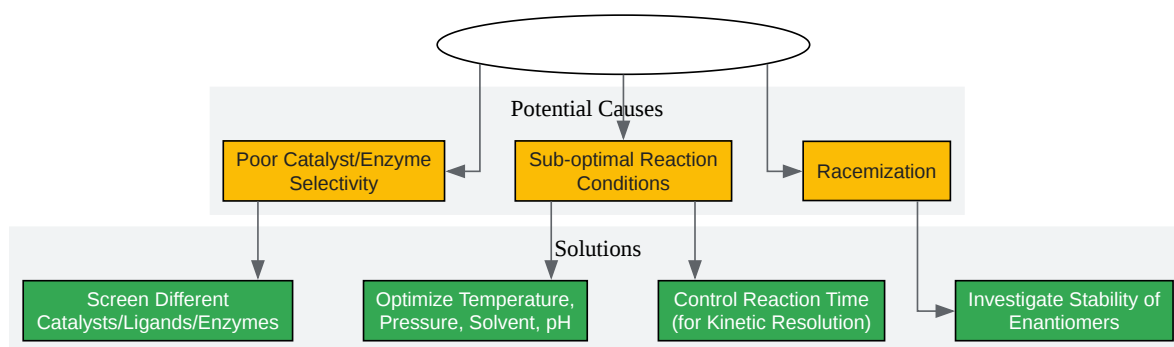 Potential Causes
Poor Catalyst/Enzyme
Selectivity
Sub-optimal Reaction
Conditions
Racemization
Solutions
Screen Different
Catalysts/Ligands/Enzymes
Optimize Temperature,
Pressure, Solvent, pH
Control Reaction Time
(for Kinetic Resolution)
Investigate Stability of
Enantiomers